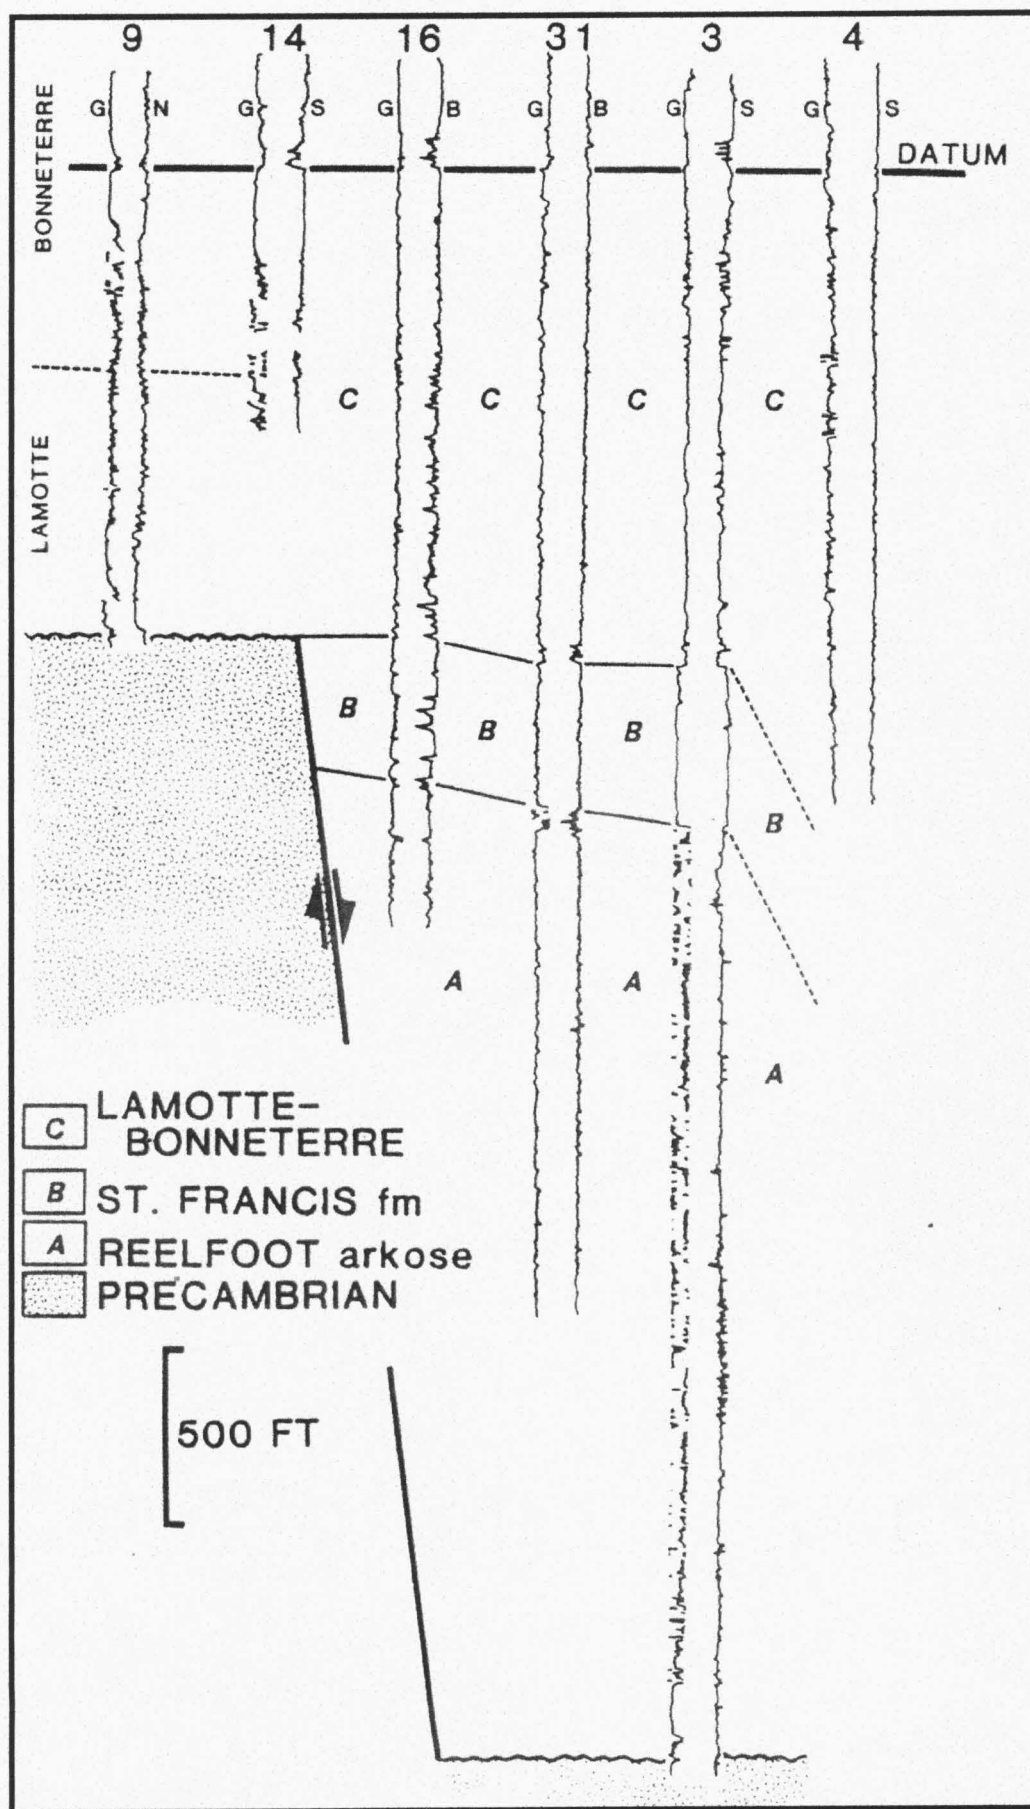 9 14 16 31 3 4
G N G S G B G B G S G S
BONNETERRE
DATUM
LAMOTTE
C C C C
B B B B
A A A
C LAMOTTE–
BONNETERRE
B ST. FRANCIS fm
A REELFOOT arkose
PRECAMBRIAN
500 FT